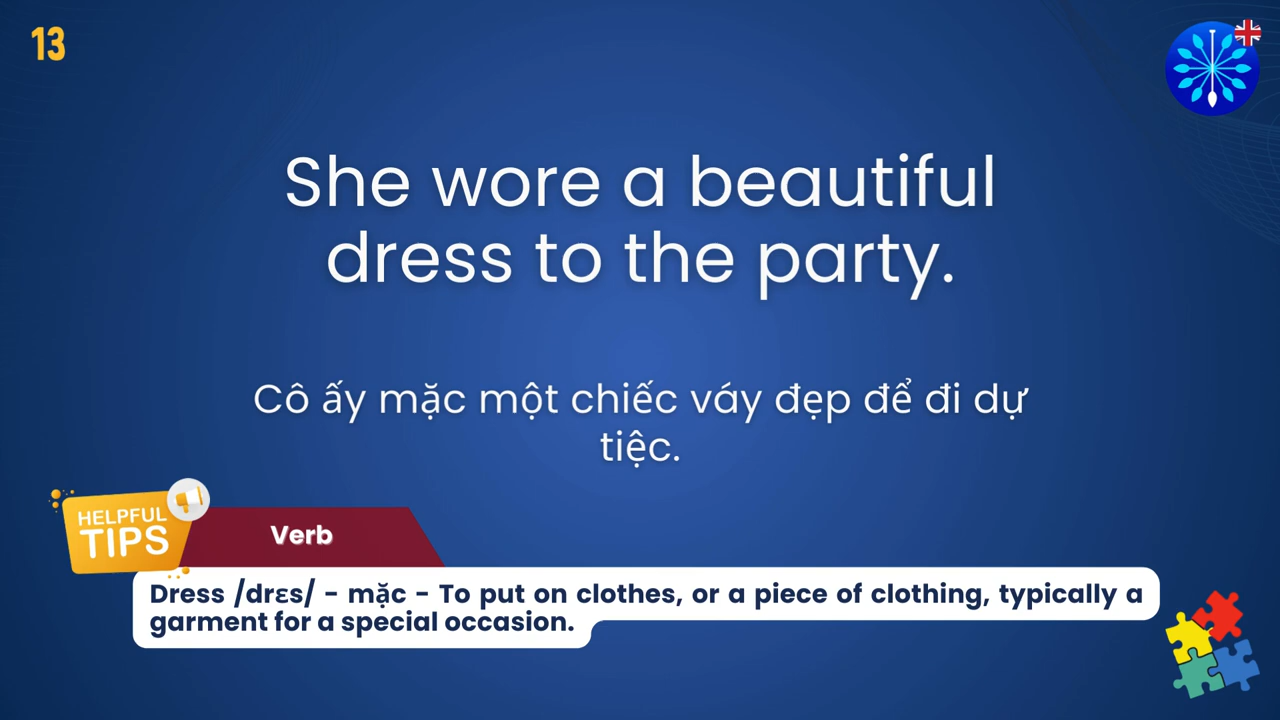 13
She wore a beautiful
dress to the party.
Cô ấy mặc một chiếc váy đẹp để đi dự
tiệc.
HELPFUL
TIPS
Verb
Dress /drɛs/ - mặc - To put on clothes, or a piece of clothing, typically a
garment for a special occasion.